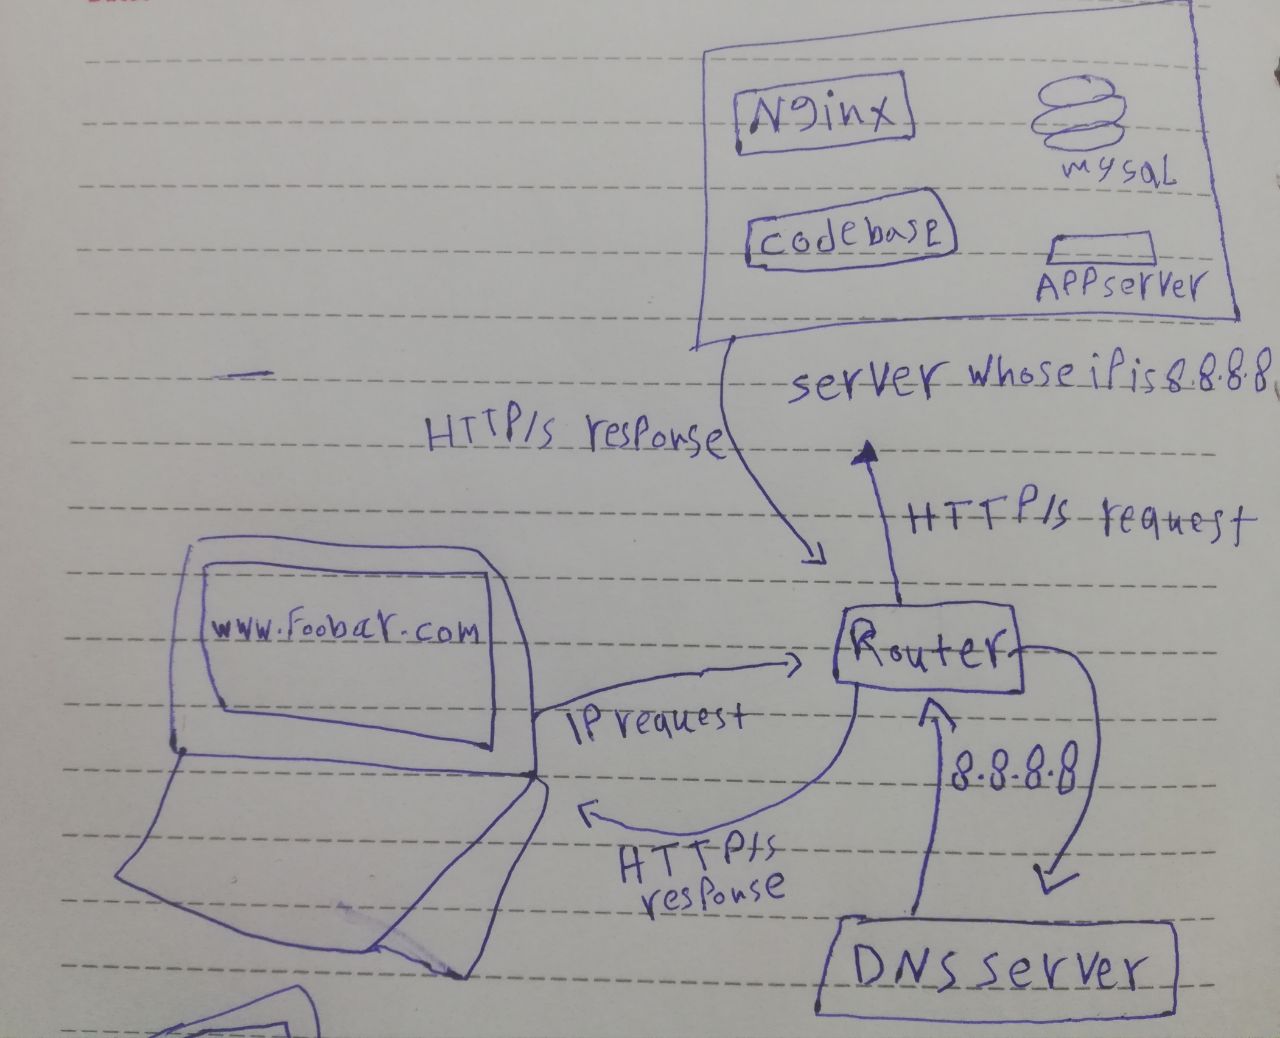 Nginx
mysqL
codebase
APPserver
server whose iP is 8.8.8.8
HTTP/s response
HTTP/s request
www.foobar.com
Router
IP request
8.8.8.8
HTTP/s
response
DNS server